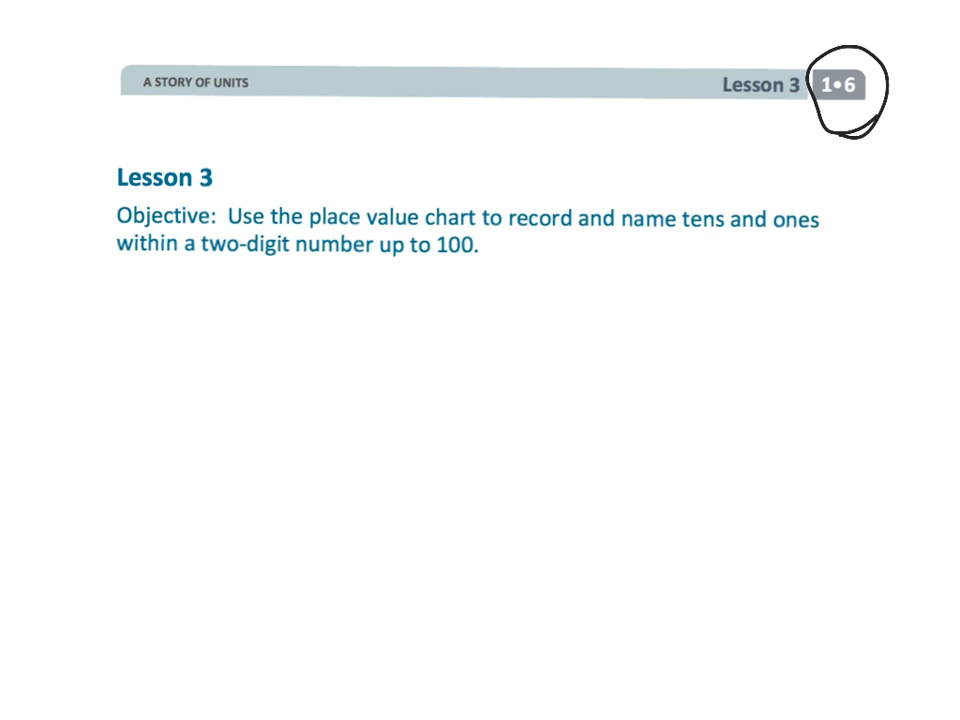 A STORY OF UNITS
Lesson 3
1•6
Lesson 3
Objective: Use the place value chart to record and name tens and ones
within a two-digit number up to 100.